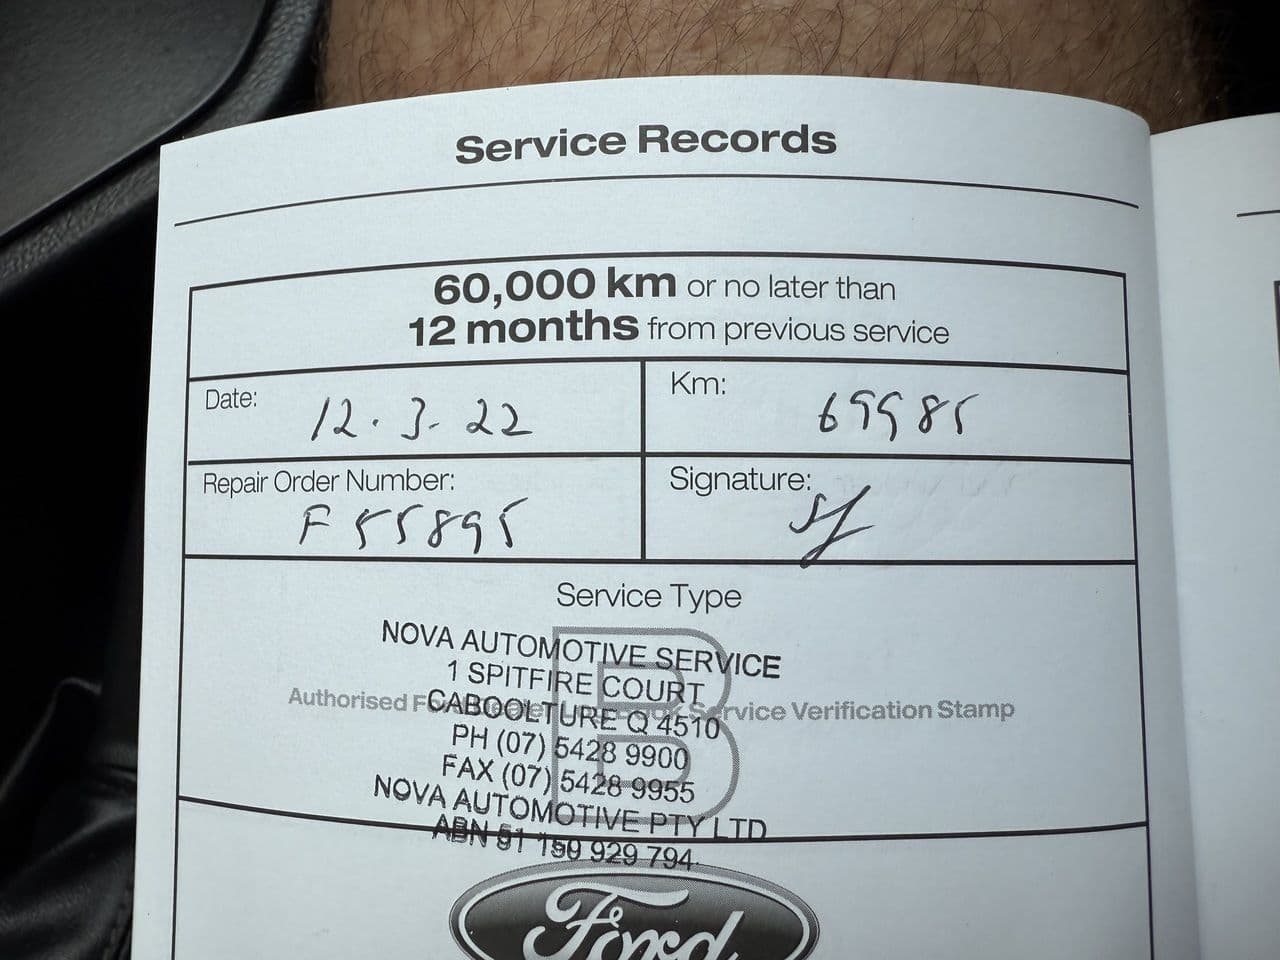 Service Records
60,000 km or no later than
12 months from previous service
Date: 12.3.22
Km: 69985
Repair Order Number: F55895
Signature:
Service Type
B
NOVA AUTOMOTIVE SERVICE
1 SPITFIRE COURT
Authorised Service Verification Stamp
CABOOLTURE Q 4510
PH (07) 5428 9900
FAX (07) 5428 9955
NOVA AUTOMOTIVE PTY LTD
ABN 51 150 929 794
Ford